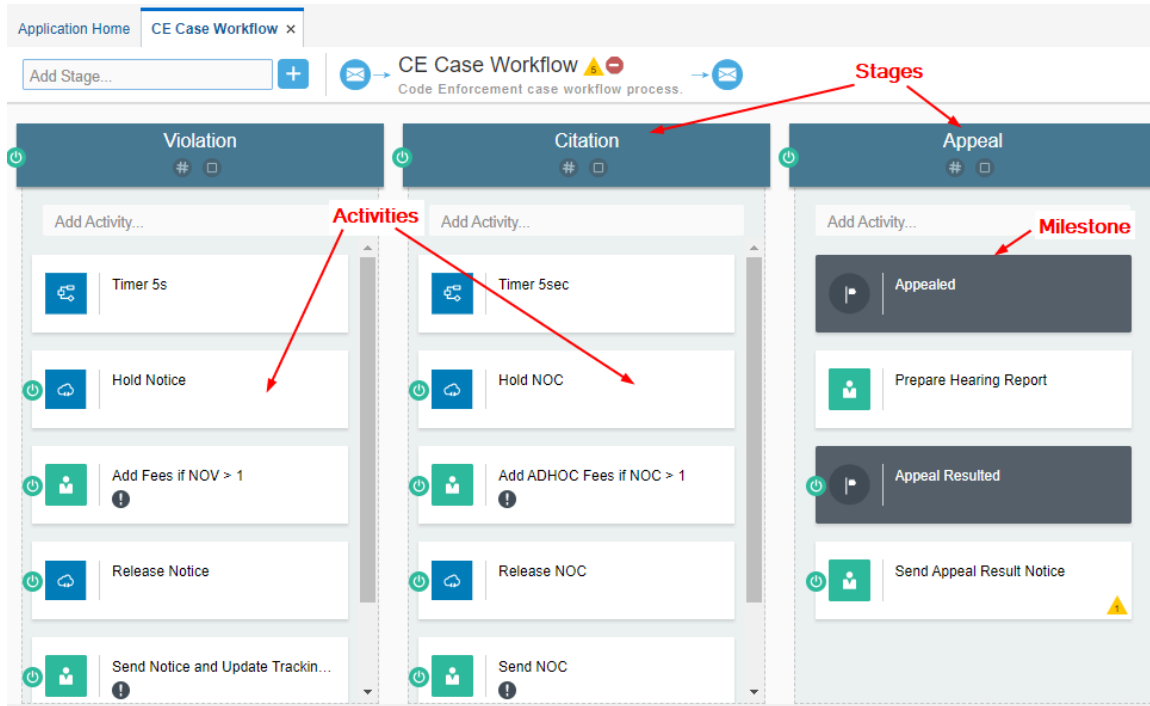 Application Home
CE Case Workflow ×
Add Stage...
+
CE Case Workflow 5
Code Enforcement case workflow process.
Stages
Violation
#
Citation
#
Appeal
#
Add Activity...
Activities
Add Activity...
Add Activity...
Milestone
Timer 5s
Timer 5sec
Appealed
Hold Notice
Hold NOC
Prepare Hearing Report
Add Fees if NOV > 1
!
Add ADHOC Fees if NOC > 1
!
Appeal Resulted
Release Notice
Release NOC
Send Appeal Result Notice
1
Send Notice and Update Trackin...
!
Send NOC
!